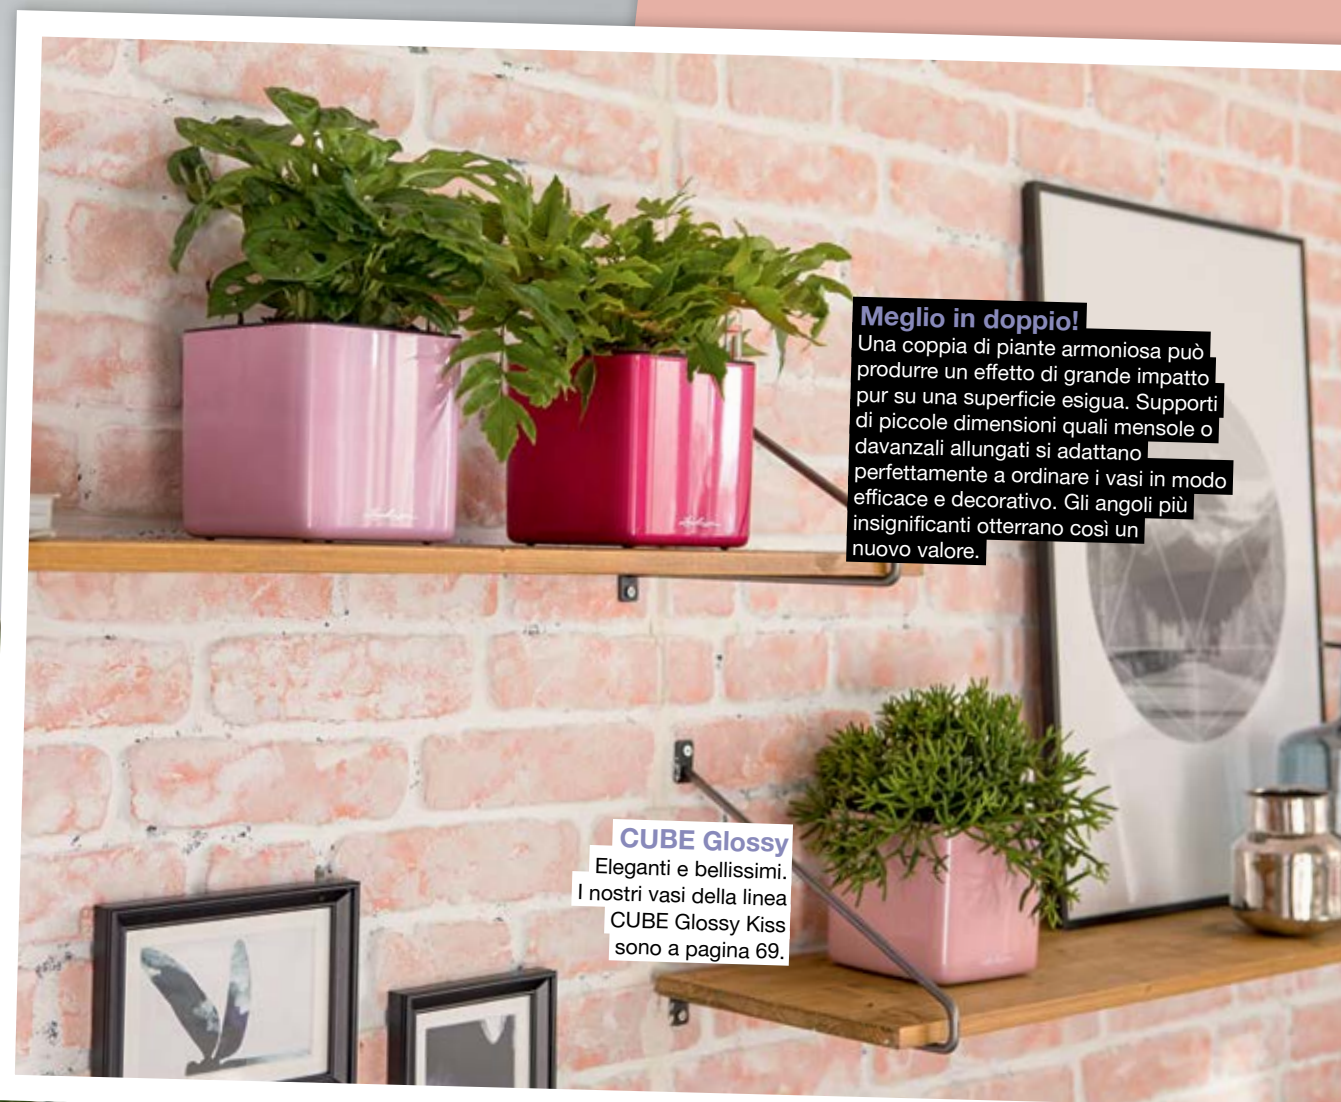 Meglio in doppio!
Una coppia di piante armoniosa può
produrre un effetto di grande impatto
pur su una superficie esigua. Supporti
di piccole dimensioni quali mensole o
davanzali allungati si adattano
perfettamente a ordinare i vasi in modo
efficace e decorativo. Gli angoli più
insignificanti otterrano così un
nuovo valore.
CUBE Glossy
Eleganti e bellissimi.
I nostri vasi della linea
CUBE Glossy Kiss
sono a pagina 69.